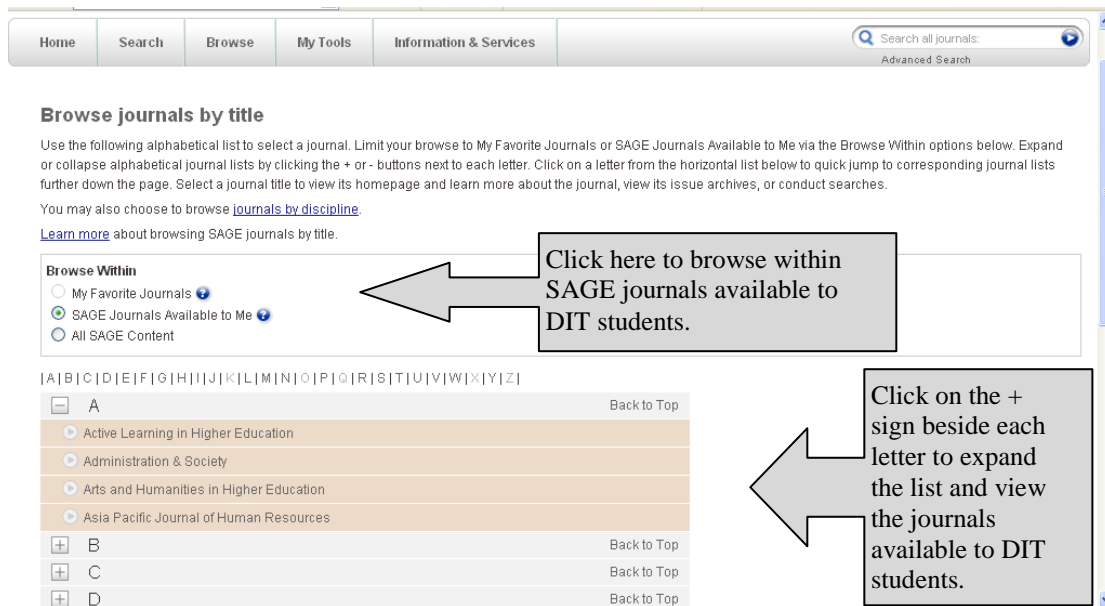 Home Search Browse My Tools Information & Services Search all journals:
Advanced Search
Browse journals by title
Use the following alphabetical list to select a journal. Limit your browse to My Favorite Journals or SAGE Journals Available to Me via the Browse Within options below. Expand
or collapse alphabetical journal lists by clicking the + or - buttons next to each letter. Click on a letter from the horizontal list below to quick jump to corresponding journal lists
further down the page. Select a journal title to view its homepage and learn more about the journal, view its issue archives, or conduct searches.
You may also choose to browse journals by discipline.
Learn more about browsing SAGE journals by title.
Browse Within
My Favorite Journals ?
SAGE Journals Available to Me ?
All SAGE Content
Click here to browse within
SAGE journals available to
DIT students.
|A|B|C|D|E|F|G|H|I|J|K|L|M|N|O|P|Q|R|S|T|U|V|W|X|Y|Z|
- A Back to Top
Active Learning in Higher Education
Administration & Society
Arts and Humanities in Higher Education
Asia Pacific Journal of Human Resources
+ B Back to Top
+ C Back to Top
+ D Back to Top
Click on the +
sign beside each
letter to expand
the list and view
the journals
available to DIT
students.